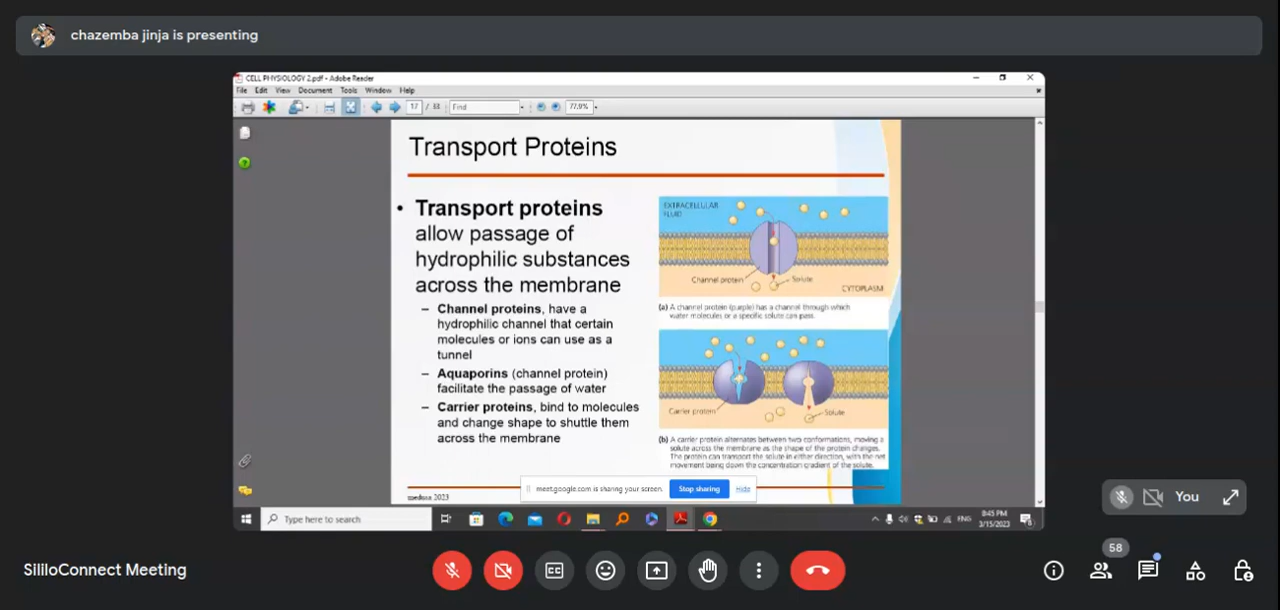 chazemba jinja is presenting
CELL PHYSIOLOGY 2.pdf - Adobe Reader
File Edit View Document Tools Window Help
17 / 33 Find 77.9%
Transport Proteins
• Transport proteins
allow passage of
hydrophilic substances
across the membrane
– Channel proteins, have a
hydrophilic channel that certain
molecules or ions can use as a
tunnel
– Aquaporins (channel protein)
facilitate the passage of water
– Carrier proteins, bind to molecules
and change shape to shuttle them
across the membrane
EXTRACELLULAR
FLUID
Channel protein
Solute
CYTOPLASM
(a) A channel protein (purple) has a channel through which
water molecules or a specific solute can pass.
Carrier protein
Solute
(b) A carrier protein alternates between two conformations, moving a
solute across the membrane as the shape of the protein changes.
The protein can transport the solute in either direction, with the net
movement being down the concentration gradient of the solute.
2023
meet.google.com is sharing your screen. Stop sharing Hide
Type here to search
ENG
9:45 PM
3/15/2023
You
58
SililoConnect Meeting
CC